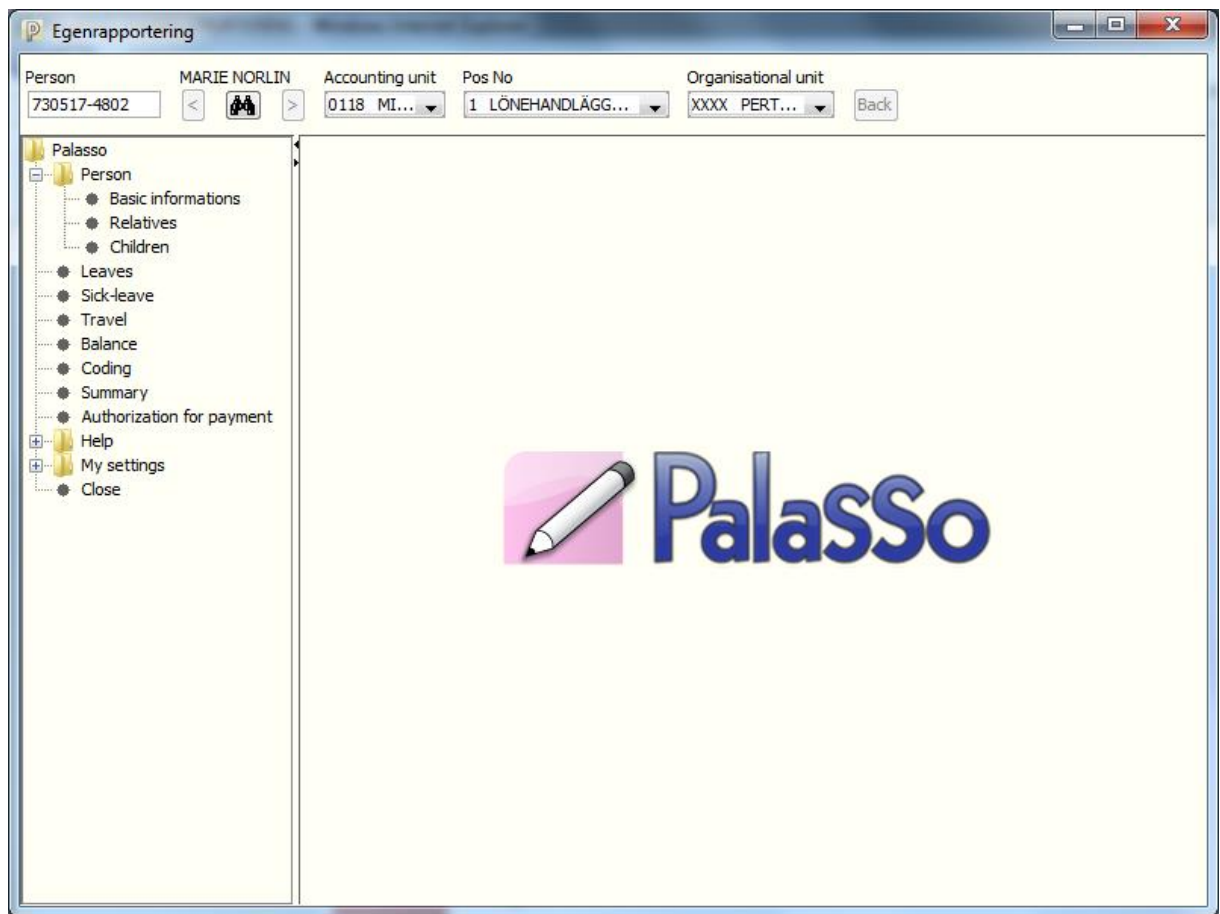 Egenrapportering
Person MARIE NORLIN Accounting unit Pos No Organisational unit
730517-4802 < > 0118 MI... 1 LÖNEHANDLÄGG... XXXX PERT... Back
Palasso
Person
Basic informations
Relatives
Children
Leaves
Sick-leave
Travel
Balance
Coding
Summary
Authorization for payment
Help
My settings
Close
PalaSSo